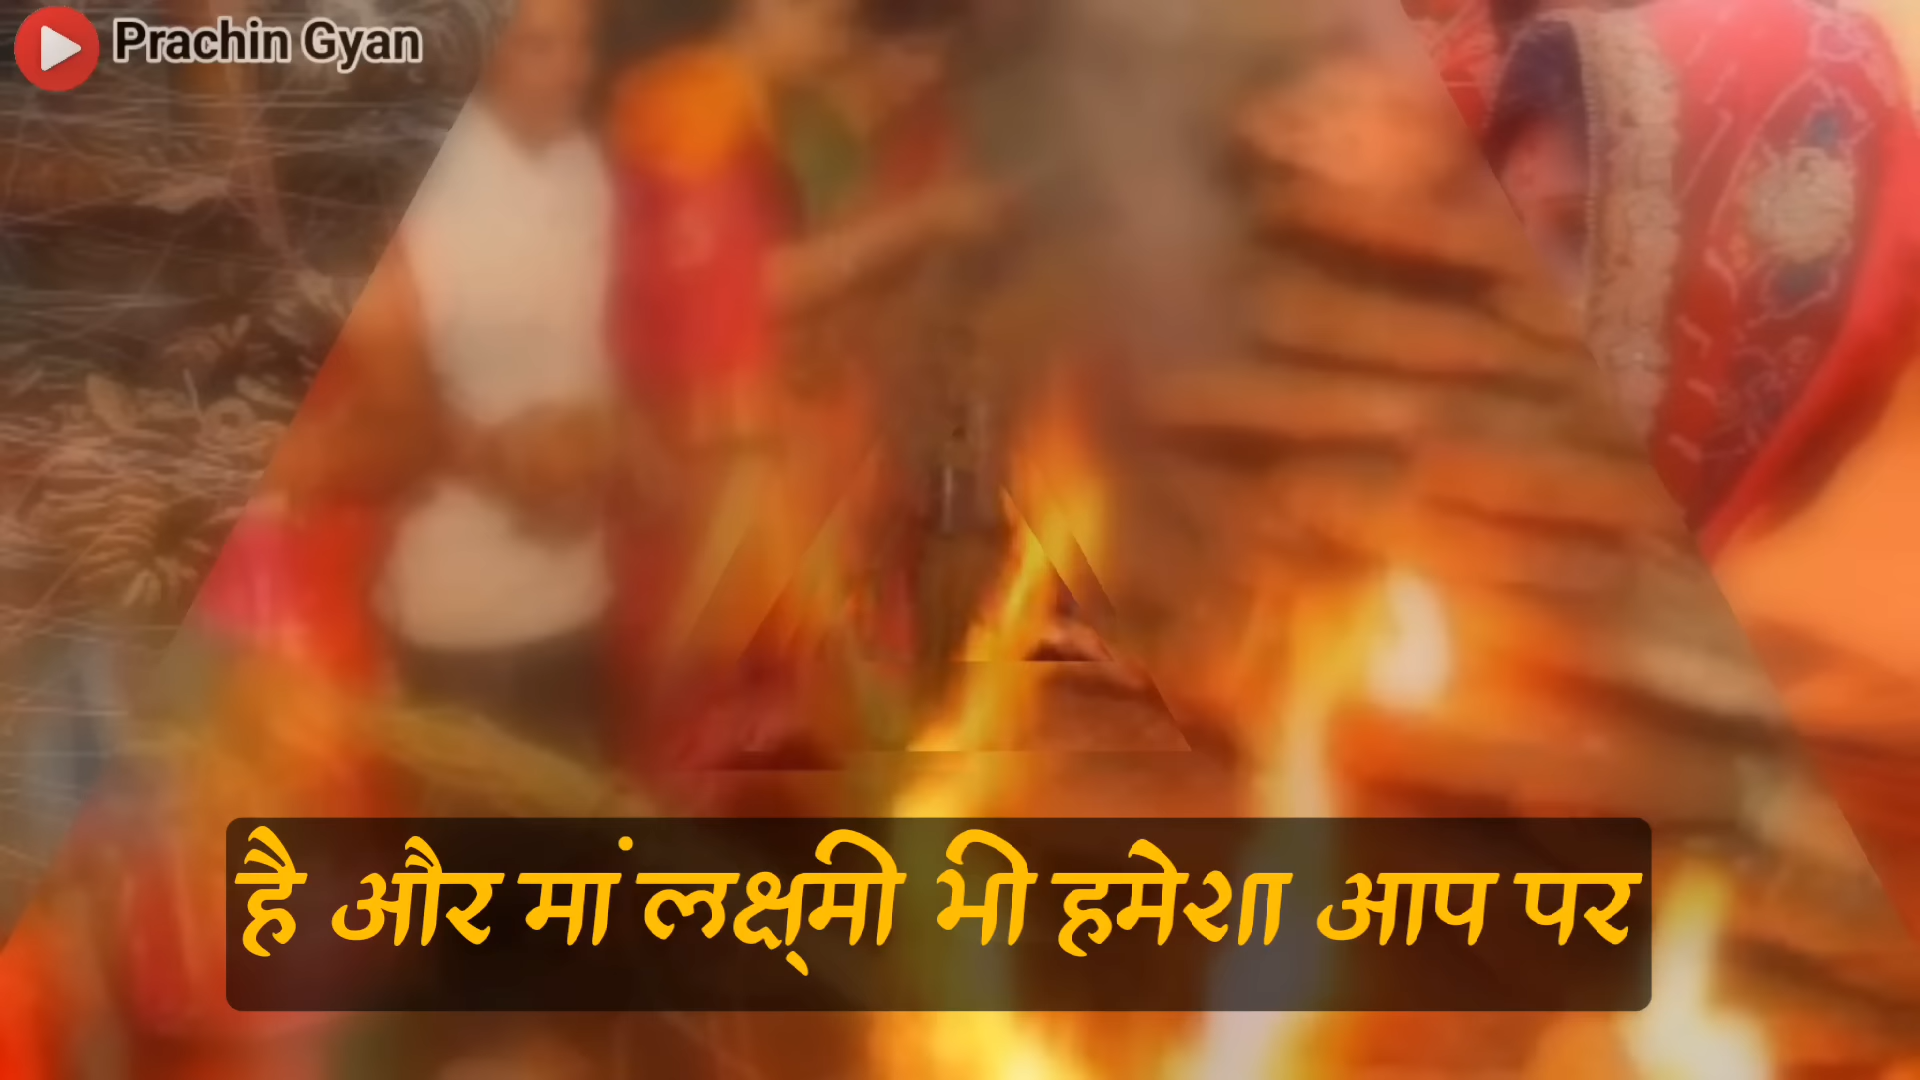 Prachin Gyan
है और मां लक्ष्मी भी हमेशा आप पर